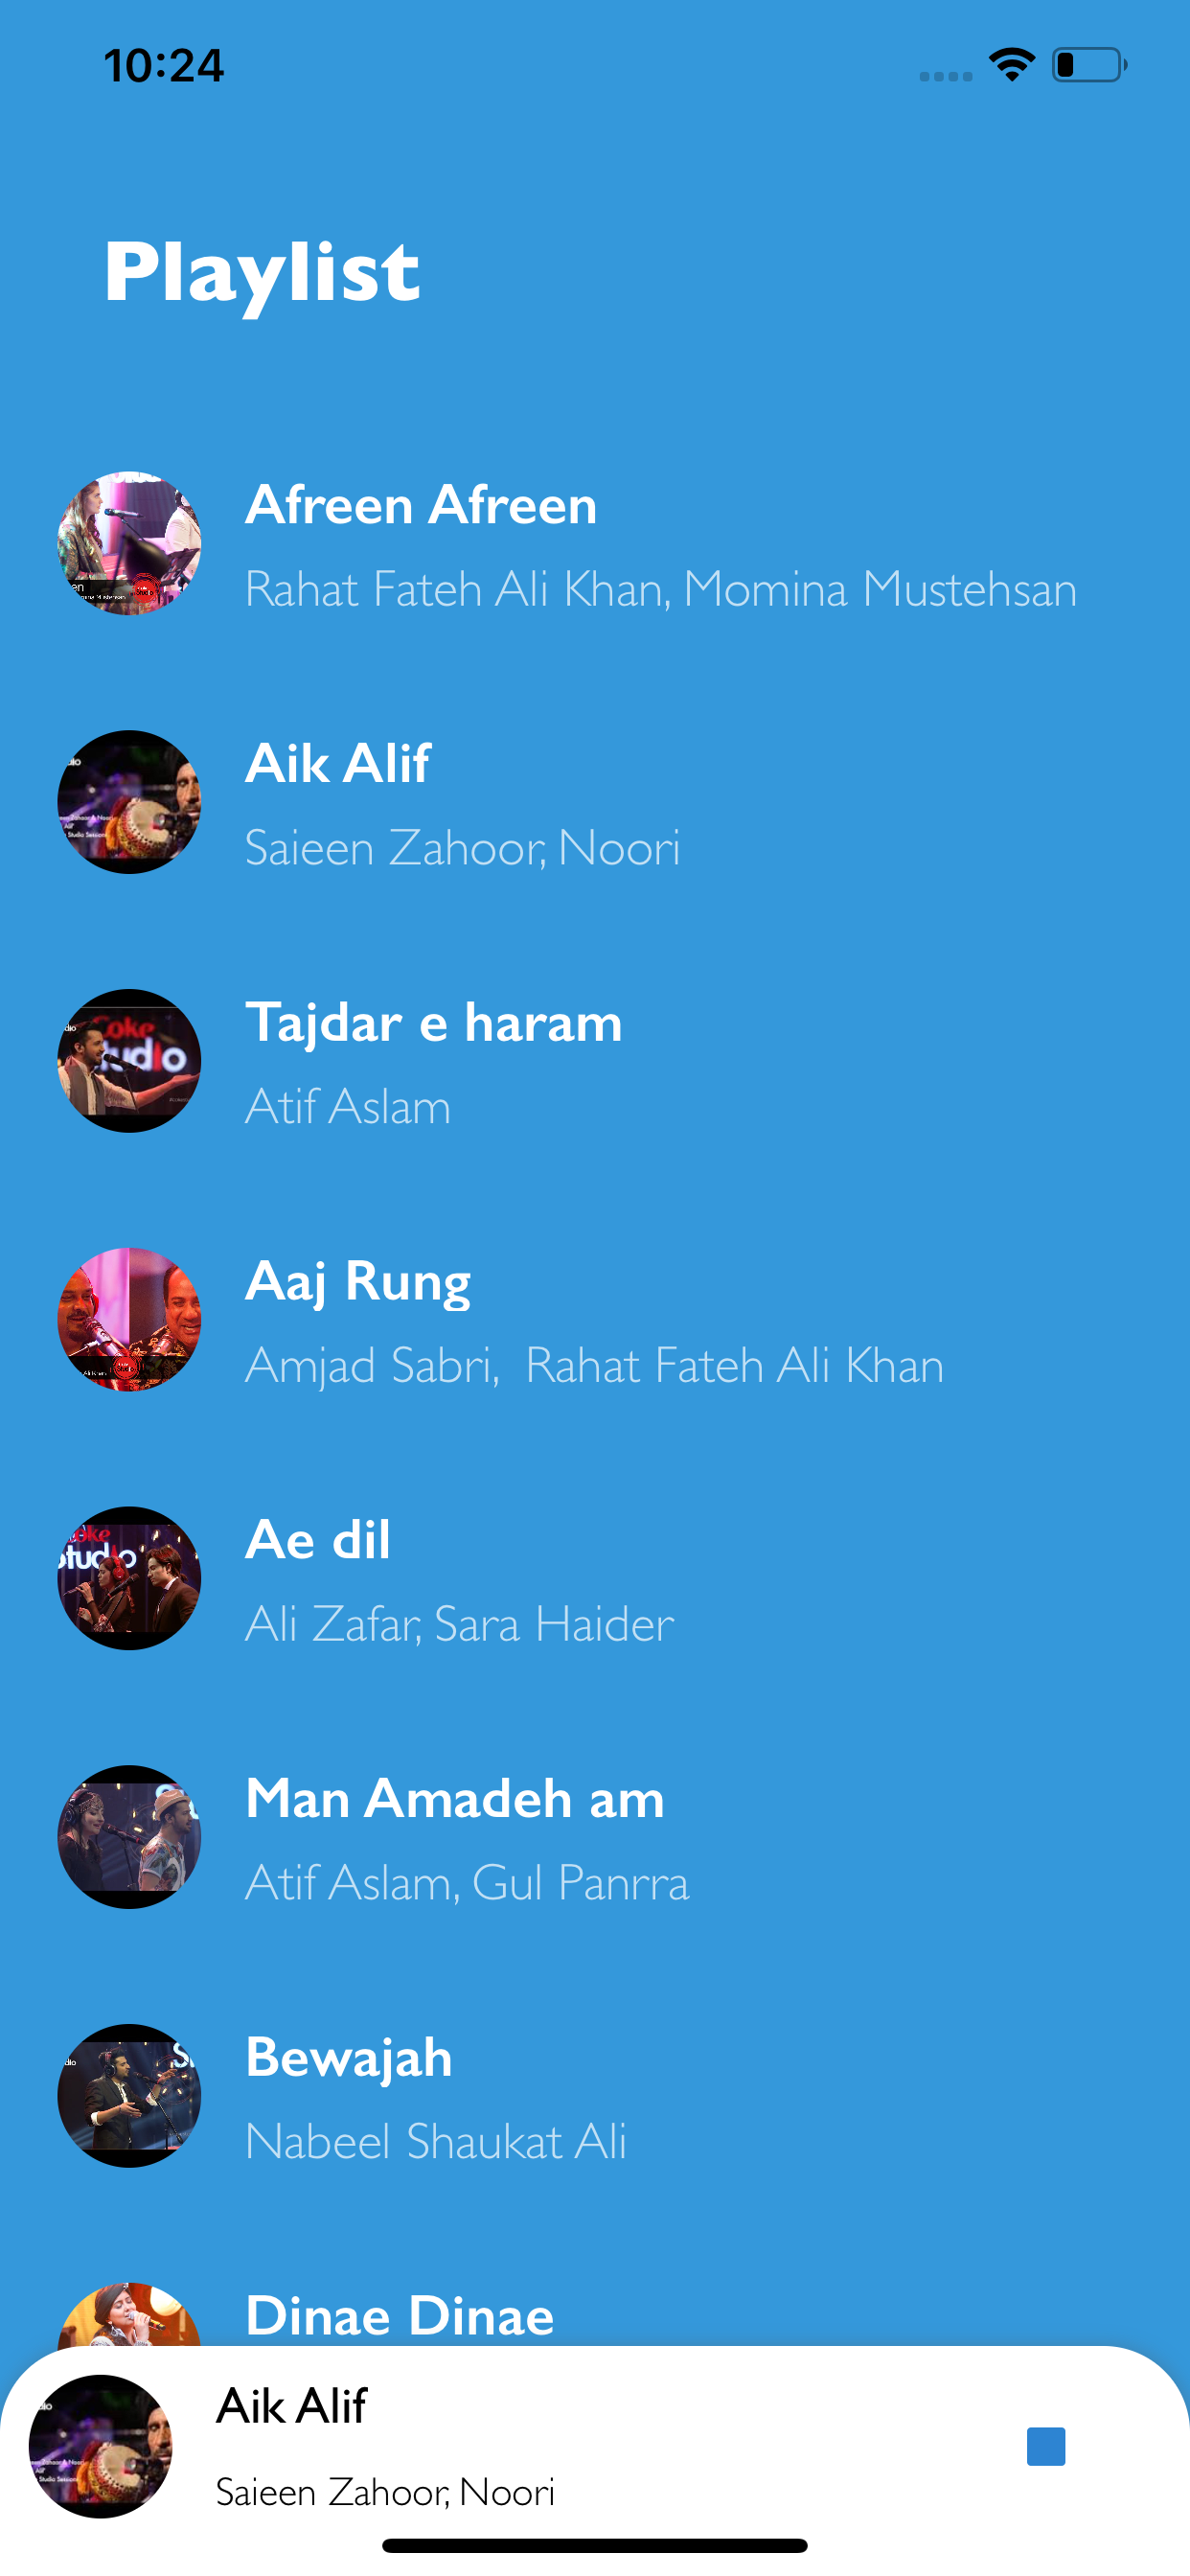 10:24
Playlist
Afreen Afreen
Rahat Fateh Ali Khan, Momina Mustehsan
Aik Alif
Saieen Zahoor, Noori
Tajdar e haram
Atif Aslam
Coke
Studio
Aaj Rung
Amjad Sabri,  Rahat Fateh Ali Khan
Ae dil
Ali Zafar, Sara Haider
Man Amadeh am
Atif Aslam, Gul Panrra
Bewajah
Nabeel Shaukat Ali
Dinae Dinae
Aik Alif
Saieen Zahoor, Noori